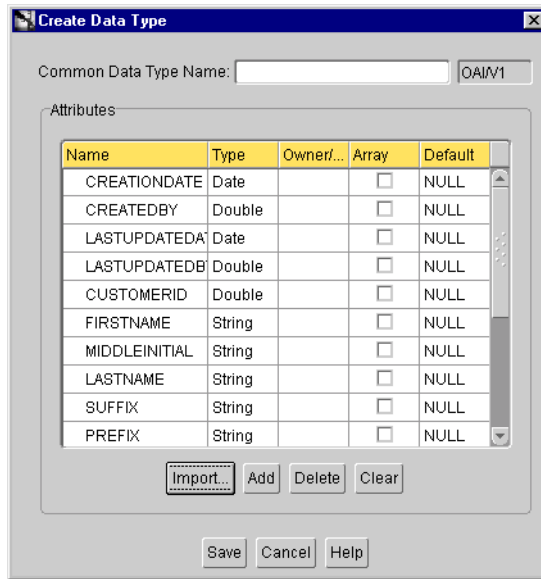 Create Data Type
Common Data Type Name: OAI/V1
Attributes
Name Type Owner/... Array Default
CREATIONDATE Date NULL
CREATEDBY Double NULL
LASTUPDATEDA Date NULL
LASTUPDATEDB Double NULL
CUSTOMERID Double NULL
FIRSTNAME String NULL
MIDDLEINITIAL String NULL
LASTNAME String NULL
SUFFIX String NULL
PREFIX String NULL
Import... Add Delete Clear
Save Cancel Help